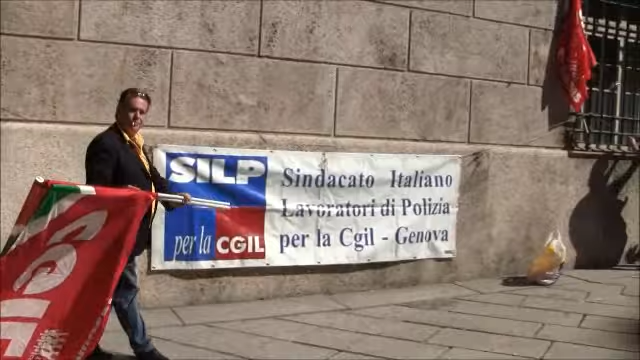 SILP
per la CGIL
Sindacato Italiano
Lavoratori di Polizia
per la Cgil - Genova
CGIL